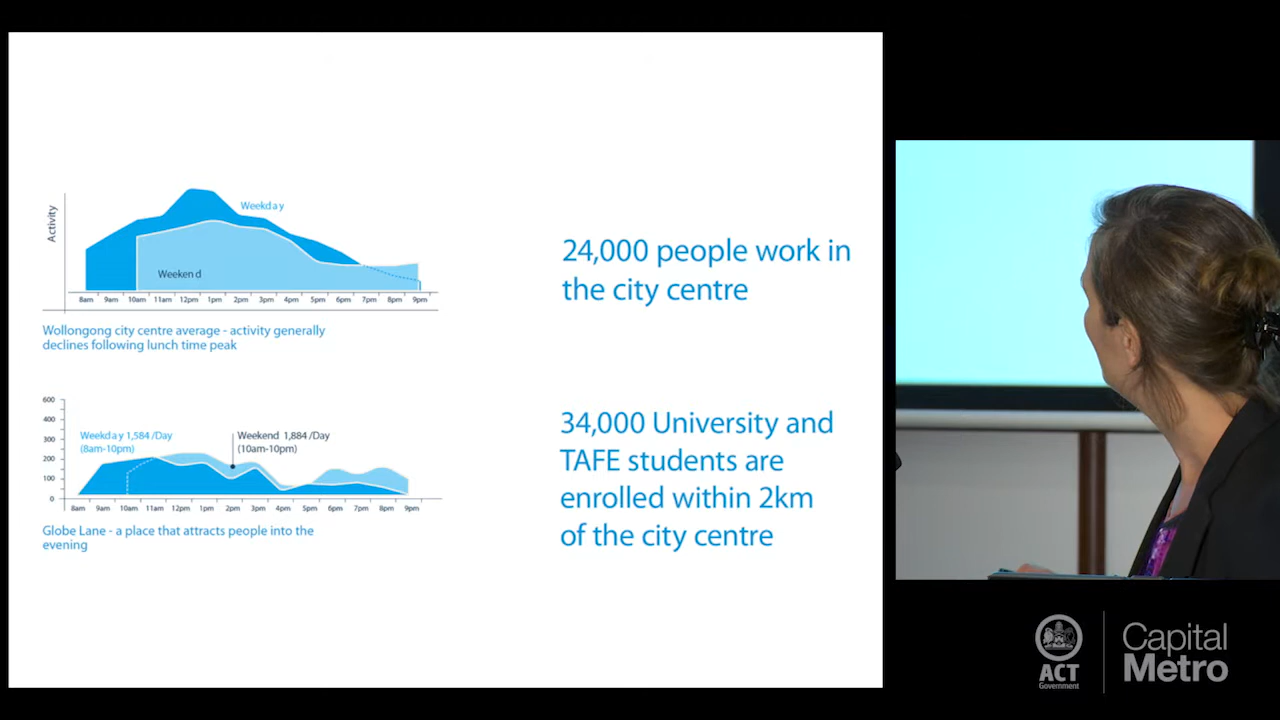 Activity
Weekday
Weekend
8am 9am 10am 11am 12pm 1pm 2pm 3pm 4pm 5pm 6pm 7pm 8pm 9pm
Wollongong city centre average - activity generally
declines following lunch time peak
600
400
300
200
100
0
Weekday 1,584 /Day
(8am-10pm)
Weekend 1,884 /Day
(10am-10pm)
8am 9am 10am 11am 12pm 1pm 2pm 3pm 4pm 5pm 6pm 7pm 8pm 9pm
Globe Lane - a place that attracts people into the
evening
24,000 people work in
the city centre
34,000 University and
TAFE students are
enrolled within 2km
of the city centre
ACT
Government
Capital
Metro